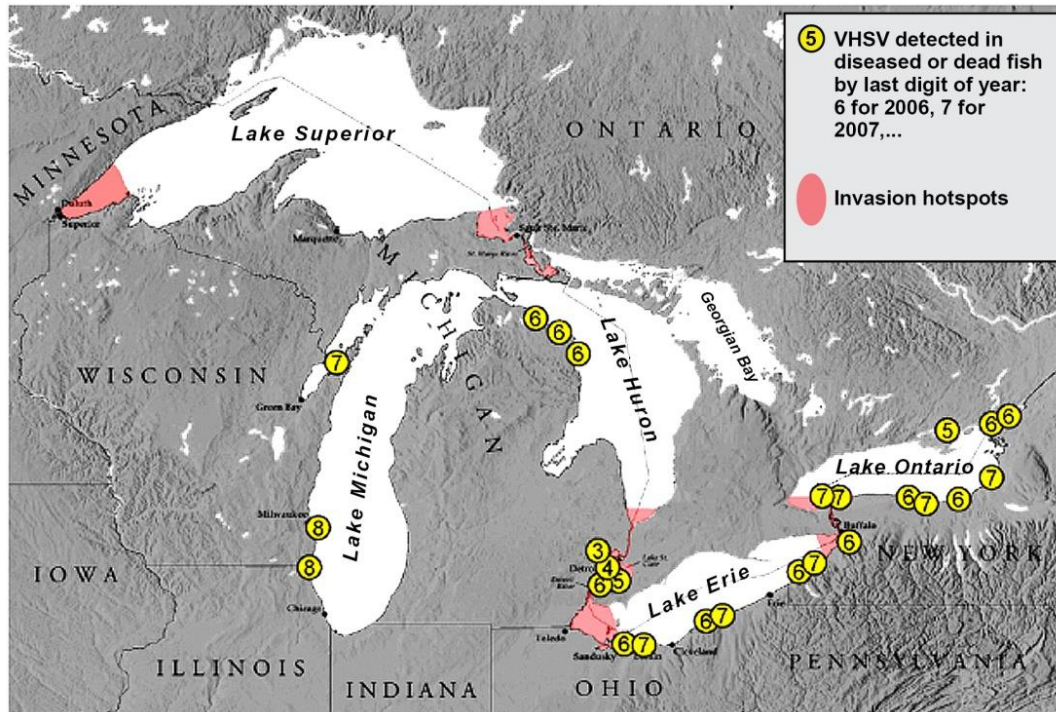 5 VHSV detected in
diseased or dead fish
by last digit of year:
6 for 2006, 7 for
2007,...
Invasion hotspots
MINNESOTA
Lake Superior
ONTARIO
Duluth
Superior
Marquette
Sault Ste. Marie
St. Marys River
MICHIGAN
6
6
6
Lake Huron
Georgian Bay
WISCONSIN
7
Green Bay
Lake Michigan
5
6
6
Lake Ontario
7
7
7
6
7
6
Milwaukee
8
8
3
4
6
5
Lake St.
Clair
Detroit
River
Buffalo
6
NEW YORK
IOWA
Chicago
Lake Erie
6
7
Erie
6
7
Toledo
Sandusky
6
7
Cleveland
PENNSYLVANIA
ILLINOIS
INDIANA
OHIO